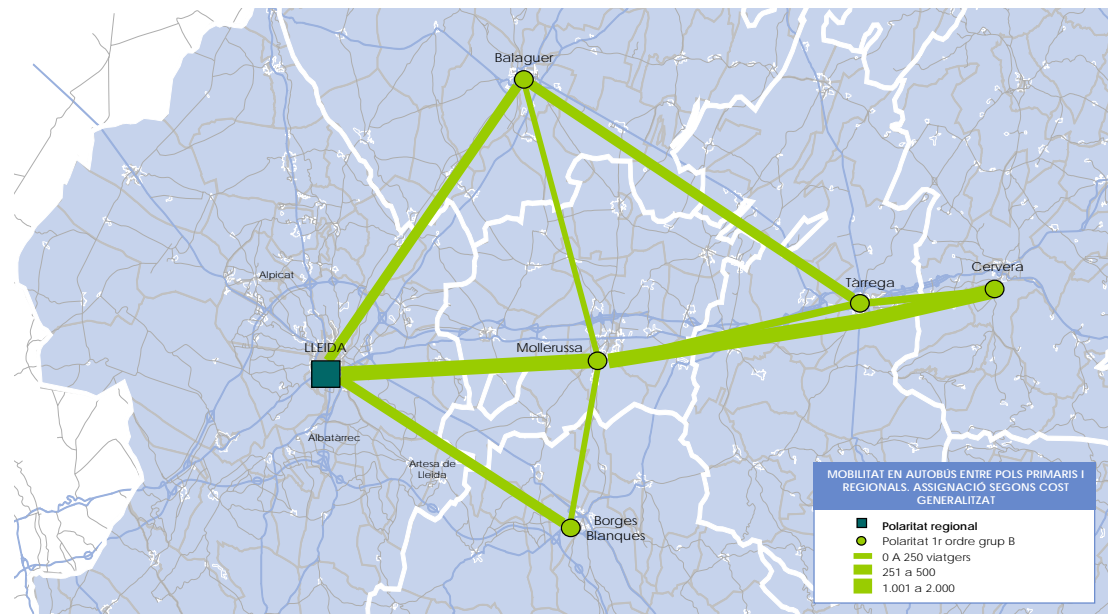 Balaguer
Alpicat
Tàrrega
Cervera
LLEIDA
Mollerussa
Albatàrrec
Artesa de
Lleida
Borges
Blanques
MOBILITAT EN AUTOBÚS ENTRE POLS PRIMARIS I
REGIONALS. ASSIGNACIÓ SEGONS COST
GENERALITZAT
Polaritat regional
Polaritat 1r ordre grup B
0 A 250 viatgers
251 a 500
1.001 a 2.000